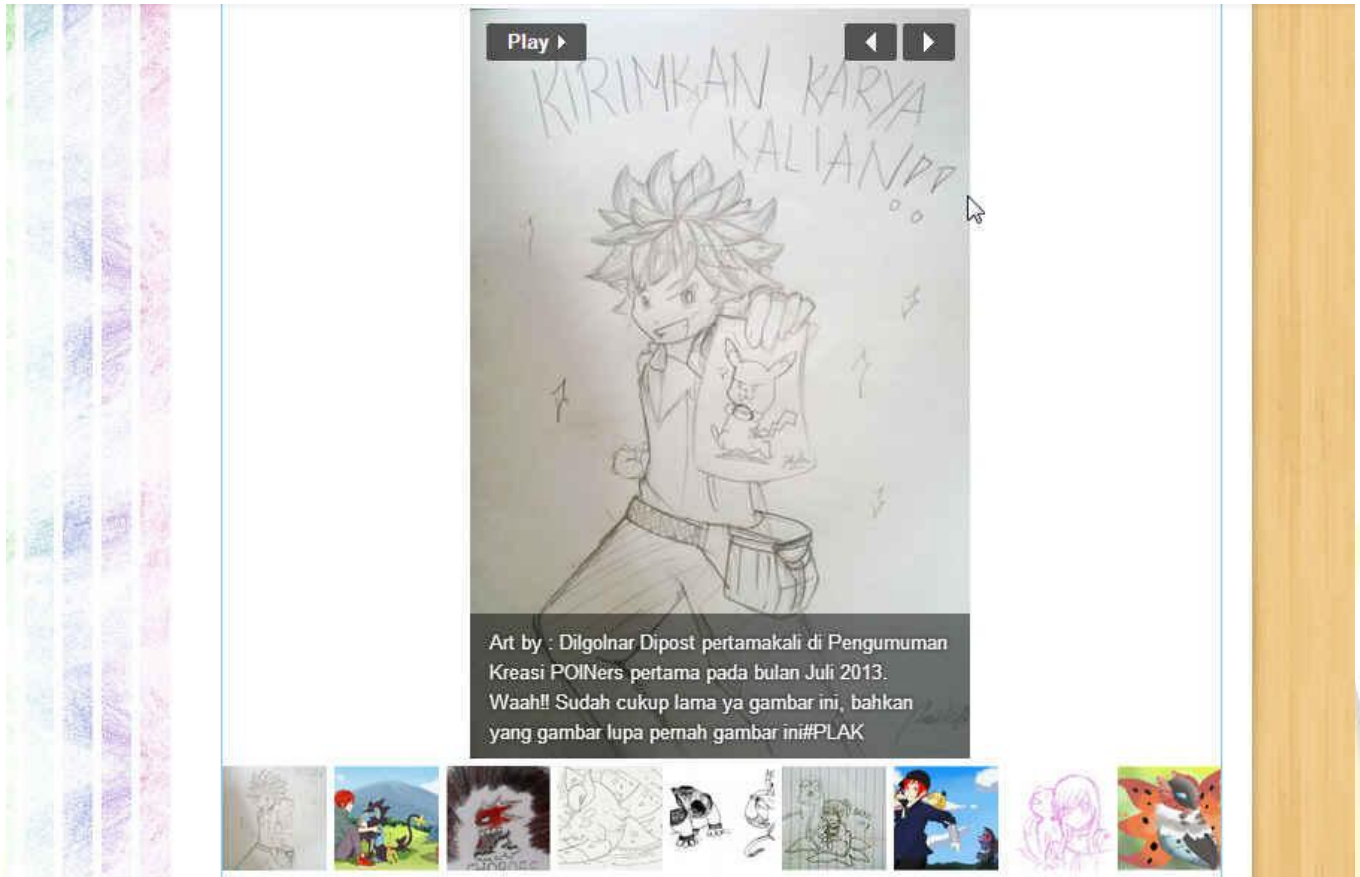 Play
KIRIMKAN KARYA
KALIAN!!
Art by : Dilgolnar Dipost pertamakali di Pengumuman
Kreasi POINers pertama pada bulan Juli 2013.
Waah!! Sudah cukup lama ya gambar ini, bahkan
yang gambar lupa pernah gambar ini#PLAK